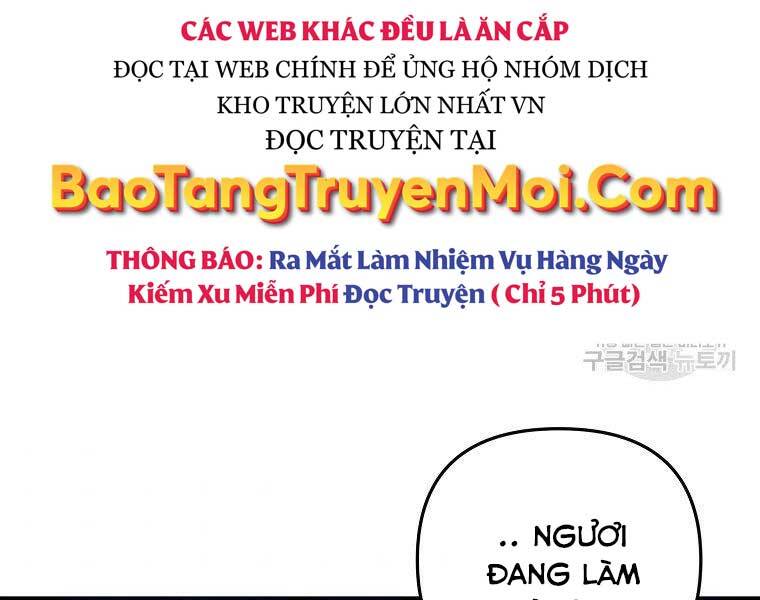 CÁC WEB KHÁC ĐỀU LÀ ĂN CẮP
ĐỌC TẠI WEB CHÍNH ĐỂ ỦNG HỘ NHÓM DỊCH
KHO TRUYỆN LỚN NHẤT VN
ĐỌC TRUYỆN TẠI
BaoTangTruyenMoi.Com
THÔNG BÁO: Ra Mắt Làm Nhiệm Vụ Hàng Ngày
Kiếm Xu Miễn Phí Đọc Truyện ( Chỉ 5 Phút)
구글검색 뉴토끼
.. NGƯƠI
ĐANG LÀM